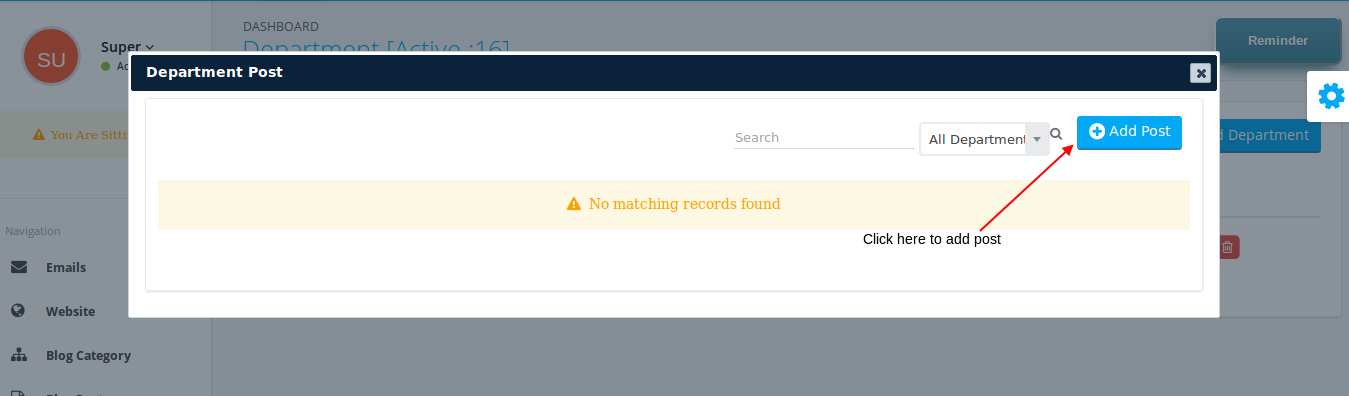 DASHBOARD
Department [Active :16]
SU
Super
Reminder
Department Post
You Are Sitti
Search
All Department
Add Post
Department
No matching records found
Click here to add post
Navigation
Emails
Website
Blog Category